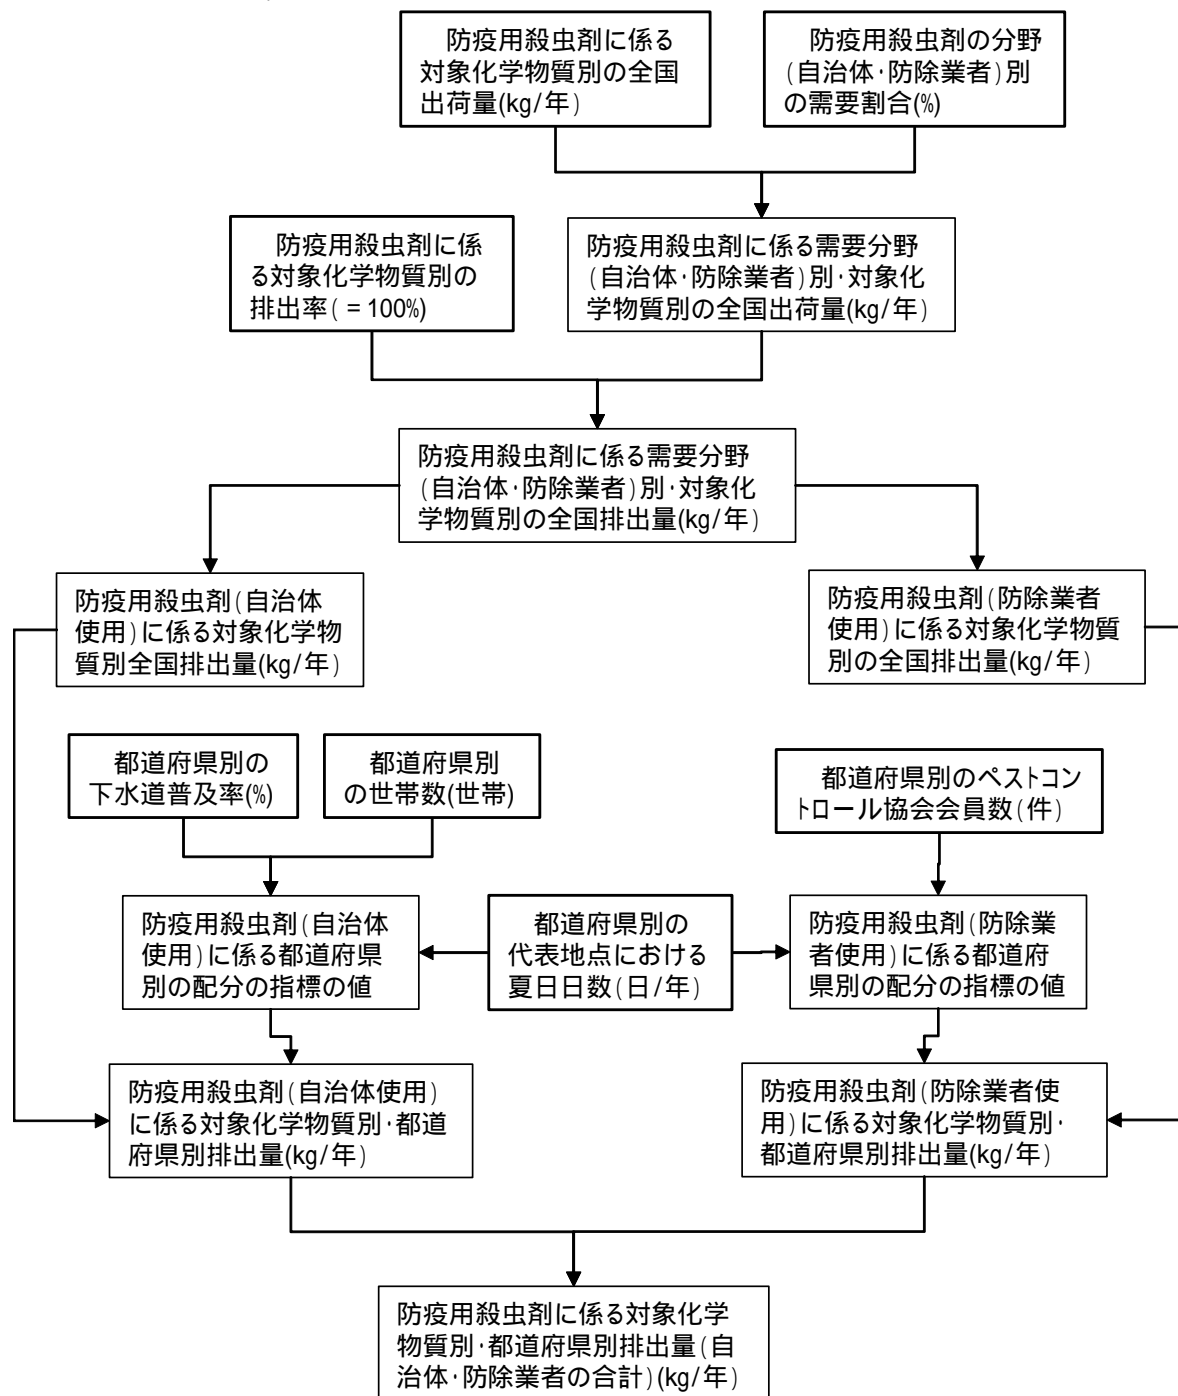 防疫用殺虫剤に係る
対象化学物質別の全国
出荷量(kg/年)
防疫用殺虫剤の分野
(自治体·防除業者)別
の需要割合(%)
防疫用殺虫剤に係
る対象化学物質別の
排出率(=100%)
防疫用殺虫剤に係る需要分野
(自治体·防除業者)別·対象化
学物質別の全国出荷量(kg/年)
防疫用殺虫剤に係る需要分野
(自治体·防除業者)別·対象化
学物質別の全国排出量(kg/年)
防疫用殺虫剤(自治体
使用)に係る対象化学物
質別全国排出量(kg/年)
防疫用殺虫剤(防除業者
使用)に係る対象化学物質
別の全国排出量(kg/年)
都道府県別の
下水道普及率(%)
都道府県別
の世帯数(世帯)
都道府県別のペストコン
トロール協会会員数(件)
防疫用殺虫剤(自治体
使用)に係る都道府県
別の配分の指標の値
都道府県別の
代表地点における
夏日日数(日/年)
防疫用殺虫剤(防除業
者使用)に係る都道府
県別の配分の指標の値
防疫用殺虫剤(自治体使用)
に係る対象化学物質別·都道
府県別排出量(kg/年)
防疫用殺虫剤(防除業者使
用)に係る対象化学物質別·
都道府県別排出量(kg/年)
防疫用殺虫剤に係る対象化学
物質別·都道府県別排出量(自
治体·防除業者の合計)(kg/年)